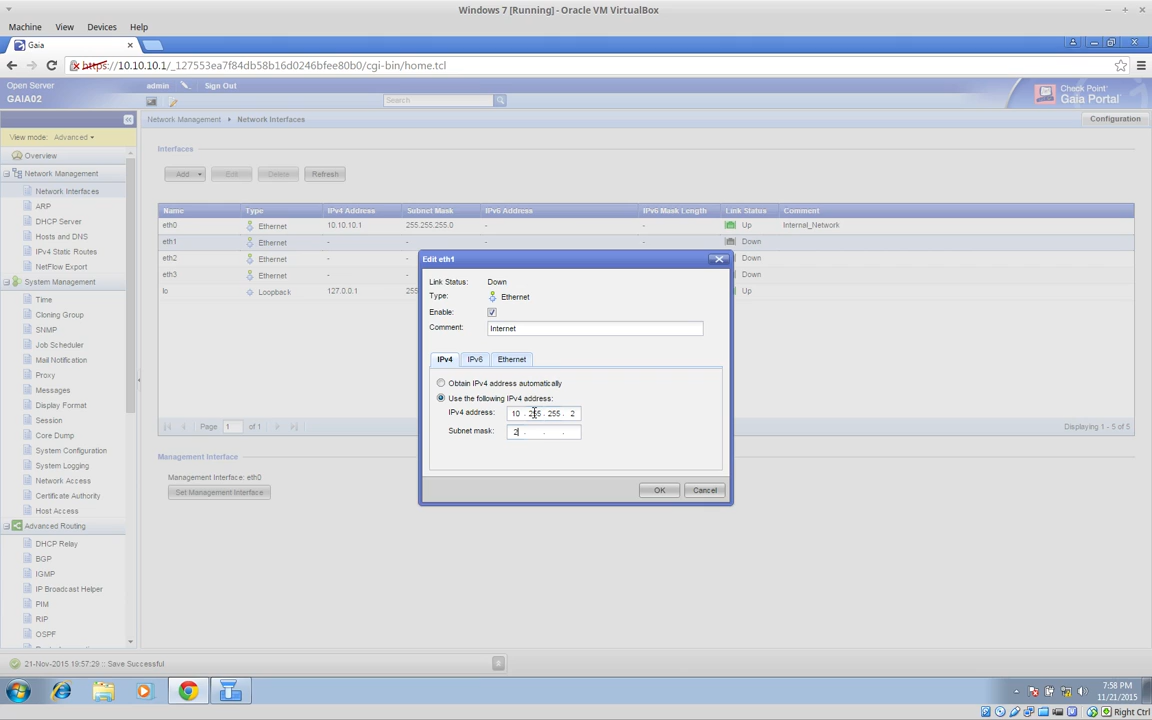 Windows 7 [Running] - Oracle VM VirtualBox
Machine View Devices Help
Gaia
https://10.10.10.1/_127553ea7f84db58b16d0246bfee80b0/cgi-bin/home.tcl
Open Server
GAIA02
admin Sign Out
Search
Check Point
Gaia Portal
View mode: Advanced
Network Management Network Interfaces
Configuration
Overview
Network Management
Network Interfaces
ARP
DHCP Server
Hosts and DNS
IPv4 Static Routes
NetFlow Export
System Management
Time
Cloning Group
SNMP
Job Scheduler
Mail Notification
Proxy
Messages
Display Format
Session
Core Dump
System Configuration
System Logging
Network Access
Certificate Authority
Host Access
Advanced Routing
DHCP Relay
BGP
IGMP
IP Broadcast Helper
PIM
RIP
OSPF
Interfaces
Add Edit Delete Refresh
Name Type IPv4 Address Subnet Mask IPv6 Address IPv6 Mask Length Link Status Comment
eth0 Ethernet 10.10.10.1 255.255.255.0 - - Up Internal_Network
eth1 Ethernet - - - - Down
eth2 Ethernet Down
eth3 Ethernet Down
lo Loopback 127.0.0.1 255 Up
Page 1 of 1
Displaying 1 - 5 of 5
Management Interface
Management Interface: eth0
Set Management Interface
Edit eth1
Link Status: Down
Type: Ethernet
Enable:
Comment: Internet
IPv4 IPv6 Ethernet
Obtain IPv4 address automatically
Use the following IPv4 address:
IPv4 address: 10 . 255 . 255 . 2
Subnet mask: 2 . . .
OK Cancel
21-Nov-2015 19:57:29 :: Save Successful
7:58 PM
11/21/2015
Right Ctrl